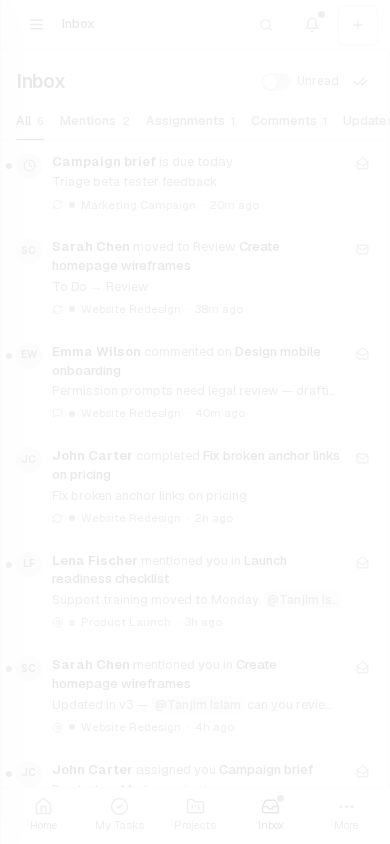 Inbox
Inbox
Unread
All 6 Mentions 2 Assignments 1 Comments 1 Update
Campaign brief is due today
Triage beta tester feedback
Marketing Campaign · 20m ago
SC
Sarah Chen moved to Review Create
homepage wireframes
To Do → Review
Website Redesign · 38m ago
EW
Emma Wilson commented on Design mobile
onboarding
Permission prompts need legal review — drafti...
Website Redesign · 40m ago
JC
John Carter completed Fix broken anchor links
on pricing
Fix broken anchor links on pricing
Website Redesign · 2h ago
LF
Lena Fischer mentioned you in Launch
readiness checklist
Support training moved to Monday. @Tanjim Is...
Product Launch · 3h ago
SC
Sarah Chen mentioned you in Create
homepage wireframes
Updated in v3 — @Tanjim Islam can you revie...
Website Redesign · 4h ago
JC
John Carter assigned you Campaign brief
Home My Tasks Projects Inbox More